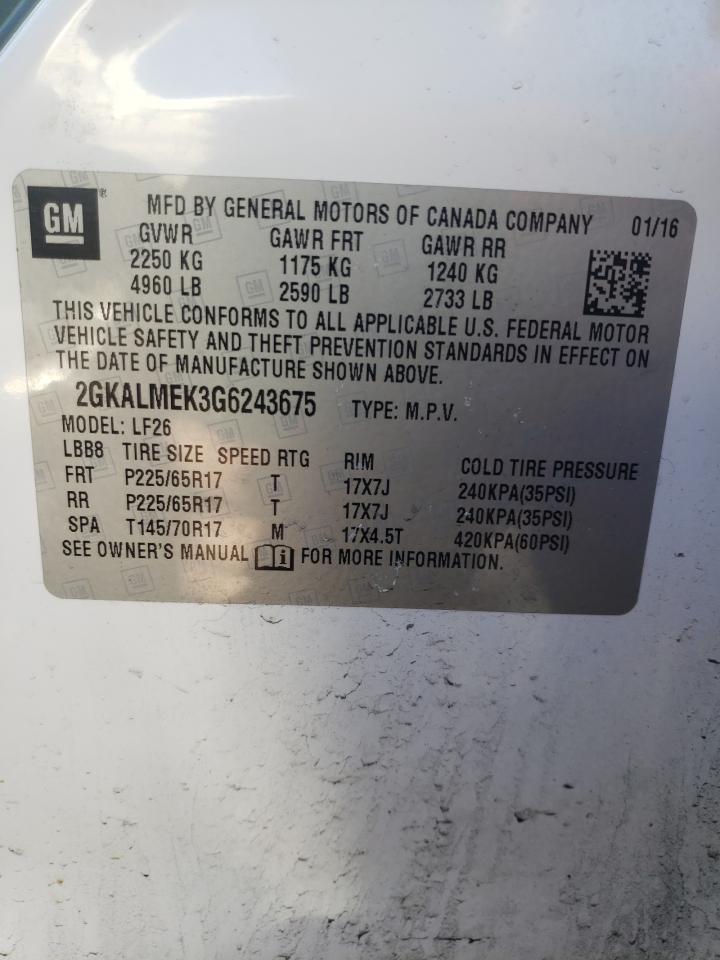 GM ® MFD BY GENERAL MOTORS OF CANADA COMPANY 01/16
GVWR GAWR FRT GAWR RR
2250 KG 1175 KG 1240 KG
4960 LB 2590 LB 2733 LB
THIS VEHICLE CONFORMS TO ALL APPLICABLE U.S. FEDERAL MOTOR
VEHICLE SAFETY AND THEFT PREVENTION STANDARDS IN EFFECT ON
THE DATE OF MANUFACTURE SHOWN ABOVE.
2GKALMEK3G6243675 TYPE: M.P.V.
MODEL: LF26
LBB8 TIRE SIZE SPEED RTG RIM COLD TIRE PRESSURE
FRT P225/65R17 T 17X7J 240KPA(35PSI)
RR P225/65R17 T 17X7J 240KPA(35PSI)
SPA T145/70R17 M 17X4.5T 420KPA(60PSI)
SEE OWNER'S MANUAL i FOR MORE INFORMATION.